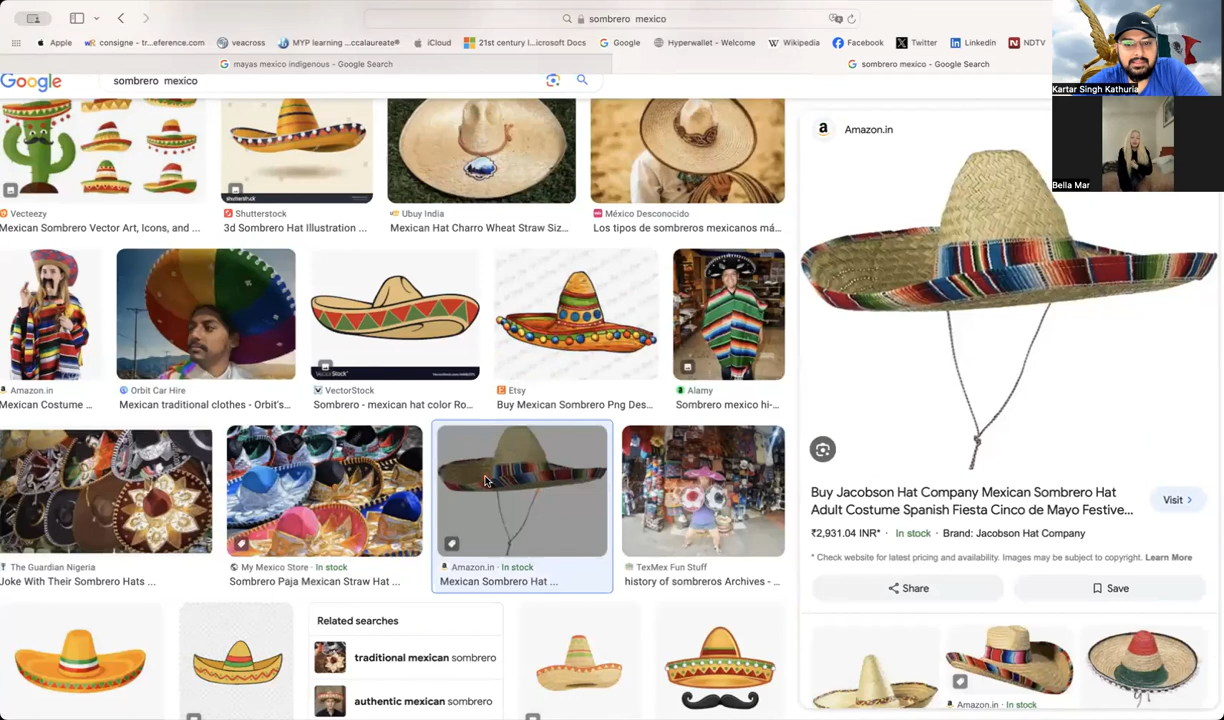 sombrero mexico
Apple
consigne - tr...eference.com
veacross
MYP learning ...ccalaureate®
iCloud
21st century l...icrosoft Docs
Google
Hyperwallet - Welcome
Wikipedia
Facebook
Twitter
Linkedin
NDTV
mayas mexico indigenous - Google Search
sombrero mexico - Google Search
Google
sombrero mexico
Kartar Singh Kathuria
Bella Mar
Vecteezy
Mexican Sombrero Vector Art, Icons, and ...
shutterstock
Shutterstock
3d Sombrero Hat Illustration ...
Ubuy India
Mexican Hat Charro Wheat Straw Siz...
México Desconocido
Los tipos de sombreros mexicanos má...
Amazon.in
Mexican Costume ...
Orbit Car Hire
Mexican traditional clothes - Orbit's...
VectorStock
Sombrero - mexican hat color Ro...
Etsy
Buy Mexican Sombrero Png Des...
Alamy
Sombrero mexico hi-...
The Guardian Nigeria
Joke With Their Sombrero Hats ...
My Mexico Store · In stock
Sombrero Paja Mexican Straw Hat ...
Amazon.in · In stock
Mexican Sombrero Hat ...
TexMex Fun Stuff
history of sombreros Archives - ...
Related searches
traditional mexican sombrero
authentic mexican sombrero
Amazon.in
Buy Jacobson Hat Company Mexican Sombrero Hat
Adult Costume Spanish Fiesta Cinco de Mayo Festive...
Visit
₹2,931.04 INR* · In stock · Brand: Jacobson Hat Company
* Check website for latest pricing and availability. Images may be subject to copyright. Learn More
Share
Save
Amazon.in · In stock